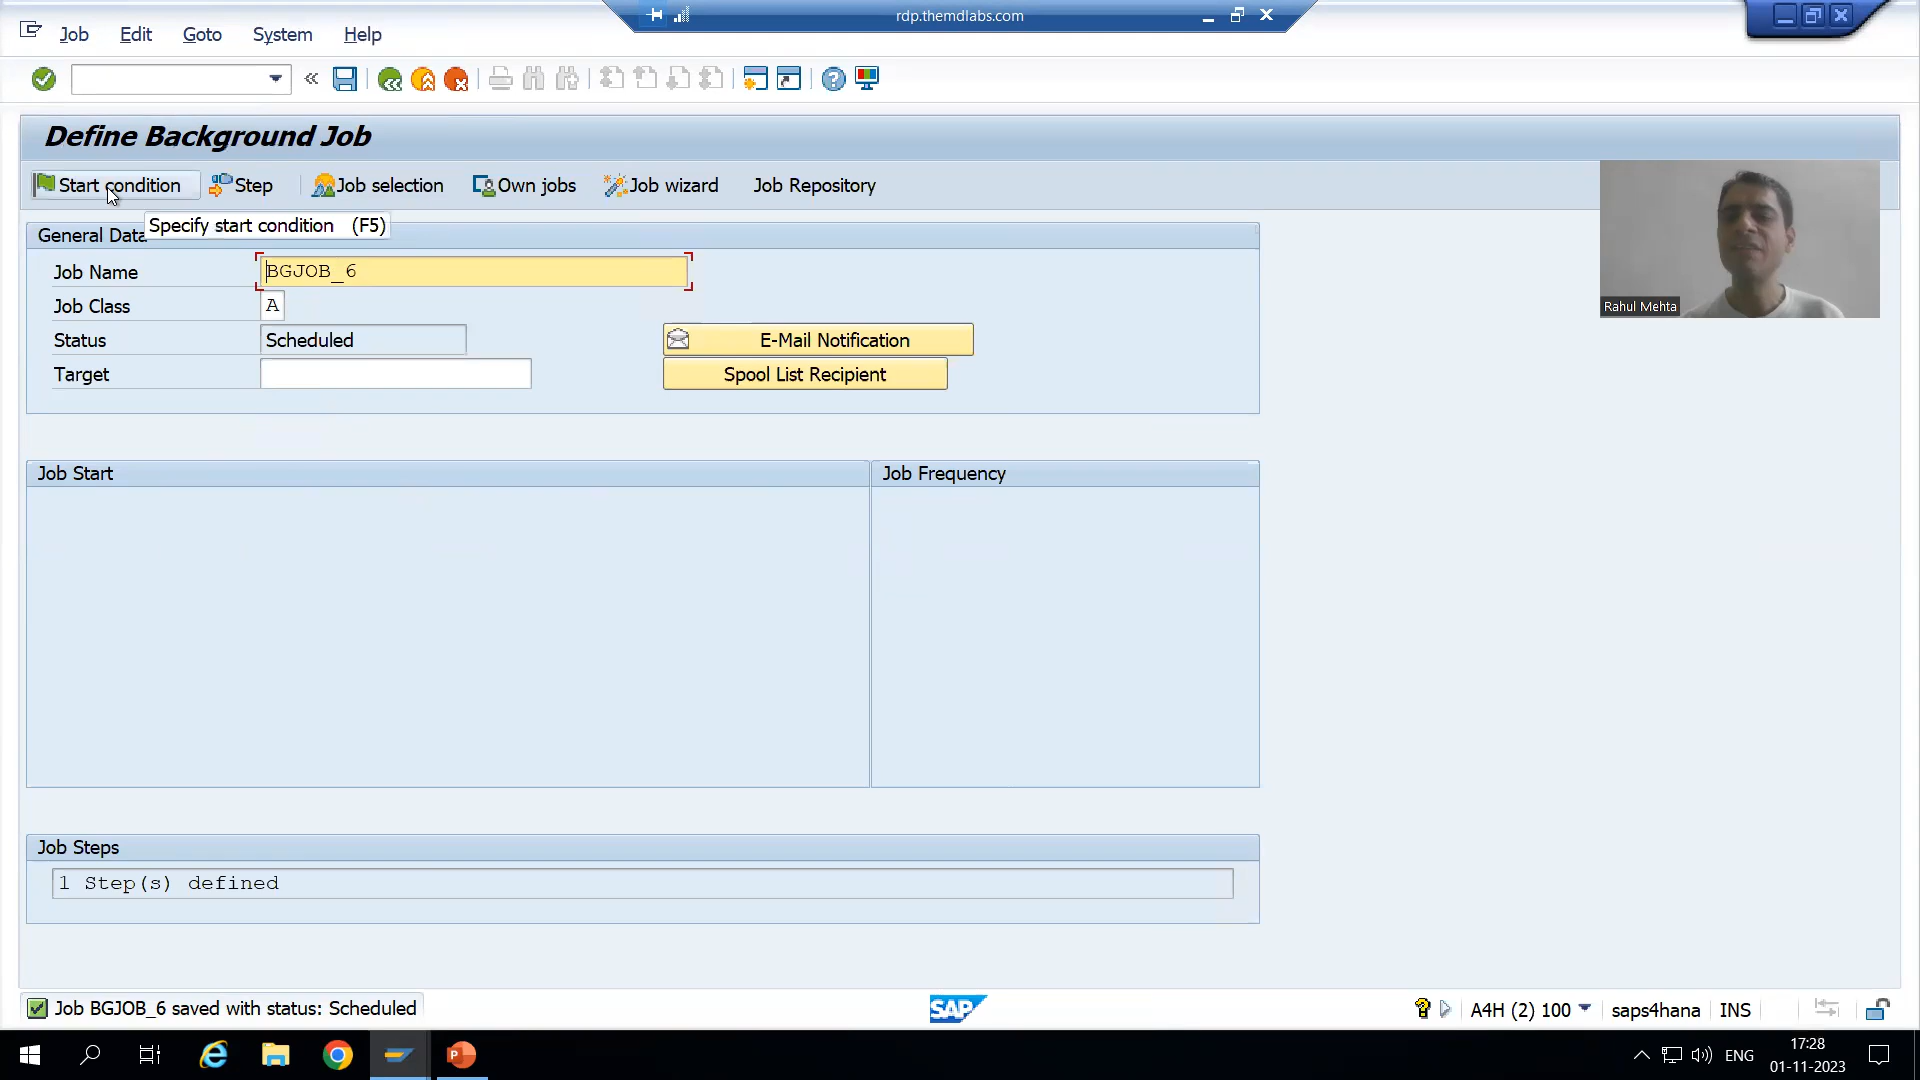 rdp.themdlabs.com
Job Edit Goto System Help
Define Background Job
Start condition Step Job selection Own jobs Job wizard Job Repository
Specify start condition (F5)
General Data
Job Name BGJOB_6
Job Class A
Status Scheduled E-Mail Notification
Target Spool List Recipient
Rahul Mehta
Job Start Job Frequency
Job Steps
1 Step(s) defined
Job BGJOB_6 saved with status: Scheduled SAP A4H (2) 100 saps4hana INS
ENG 17:28
01-11-2023